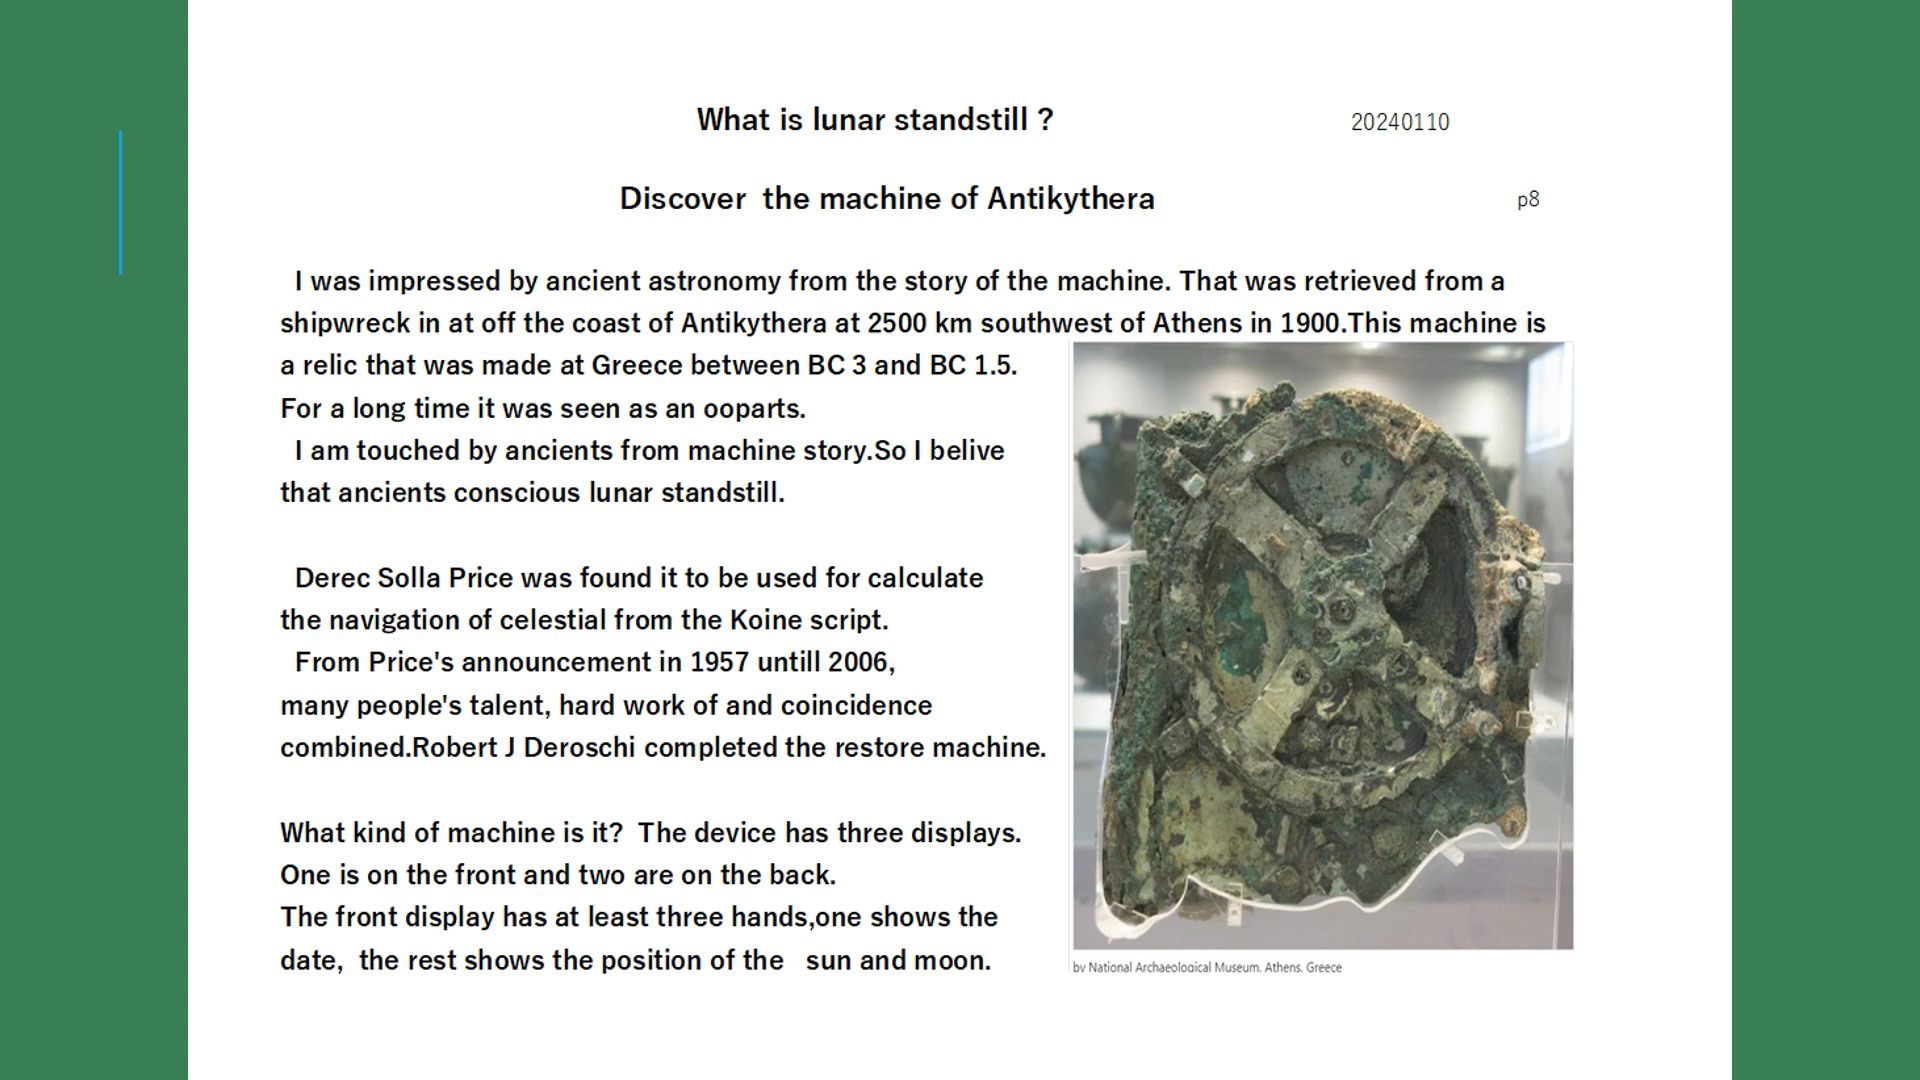 What is lunar standstill ?
20240110
Discover the machine of Antikythera
p8
I was impressed by ancient astronomy from the story of the machine. That was retrieved from a
shipwreck in at off the coast of Antikythera at 2500 km southwest of Athens in 1900.This machine is
a relic that was made at Greece between BC 3 and BC 1.5.
For a long time it was seen as an ooparts.
I am touched by ancients from machine story.So I belive
that ancients conscious lunar standstill.
Derec Solla Price was found it to be used for calculate
the navigation of celestial from the Koine script.
From Price's announcement in 1957 untill 2006,
many people's talent, hard work of and coincidence
combined.Robert J Deroschi completed the restore machine.
What kind of machine is it? The device has three displays.
One is on the front and two are on the back.
The front display has at least three hands,one shows the
date, the rest shows the position of the sun and moon.
by National Archaeological Museum. Athens. Greece